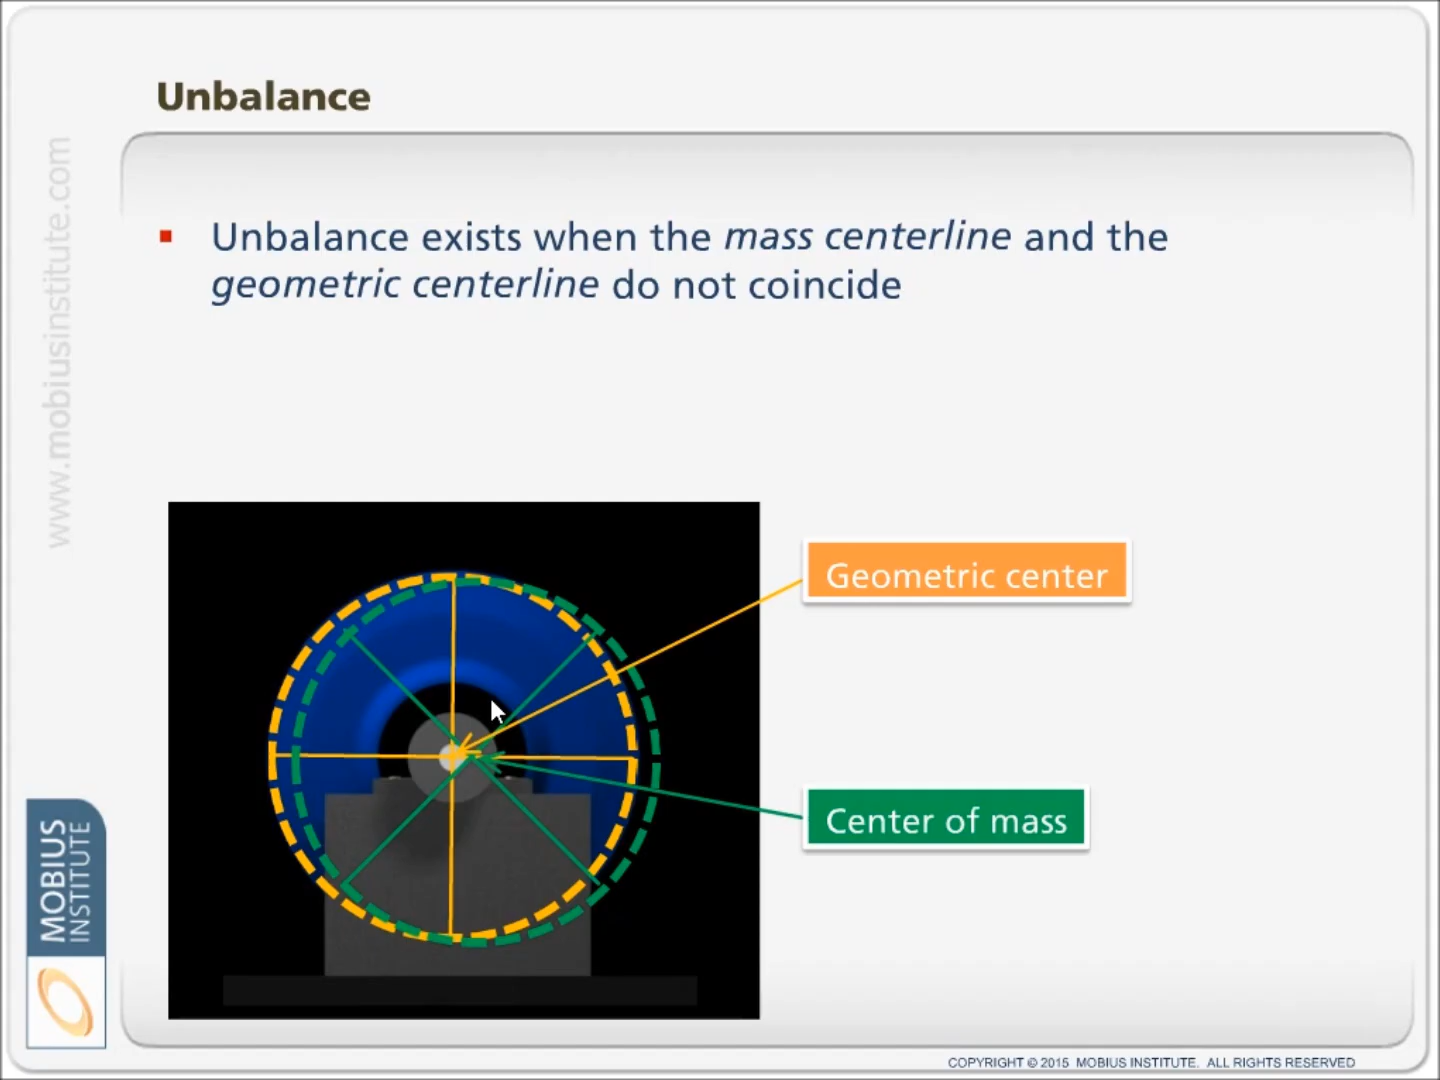 Unbalance
▪ Unbalance exists when the mass centerline and the
geometric centerline do not coincide
Geometric center
Center of mass
www.mobiusinstitute.com
MOBIUS
INSTITUTE
COPYRIGHT © 2015 MOBIUS INSTITUTE. ALL RIGHTS RESERVED